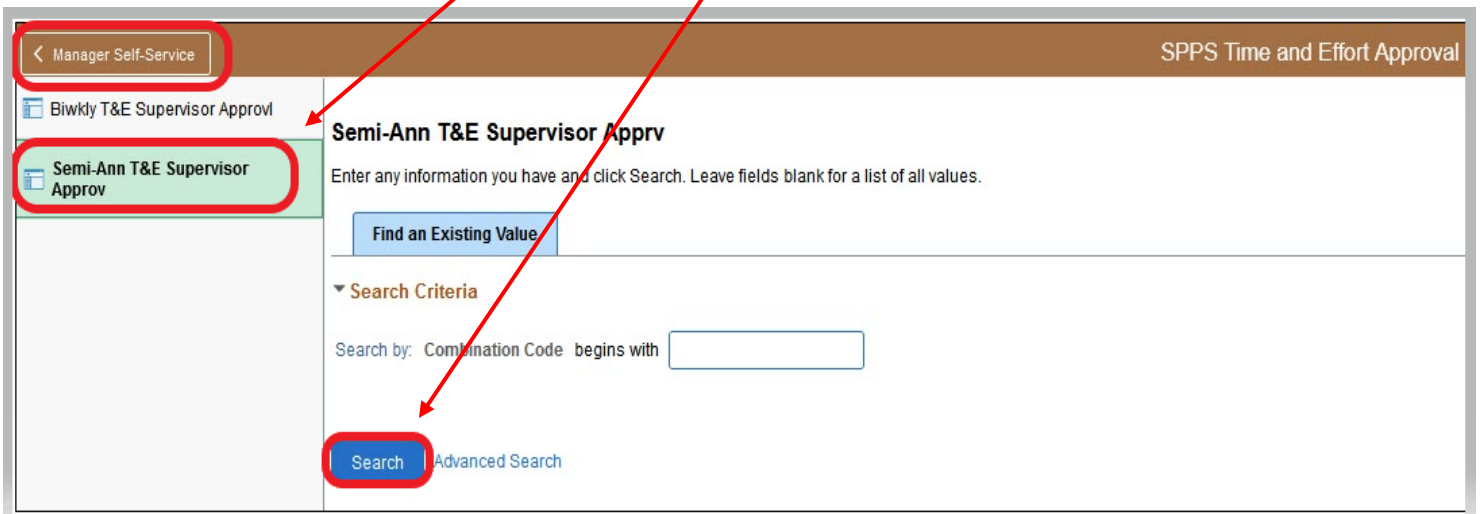 Manager Self-Service
SPPS Time and Effort Approval
Biwkly T&E Supervisor Approvl
Semi-Ann T&E Supervisor
Approv
Semi-Ann T&E Supervisor Apprv
Enter any information you have and click Search. Leave fields blank for a list of all values.
Find an Existing Value
Search Criteria
Search by: Combination Code begins with
Search Advanced Search